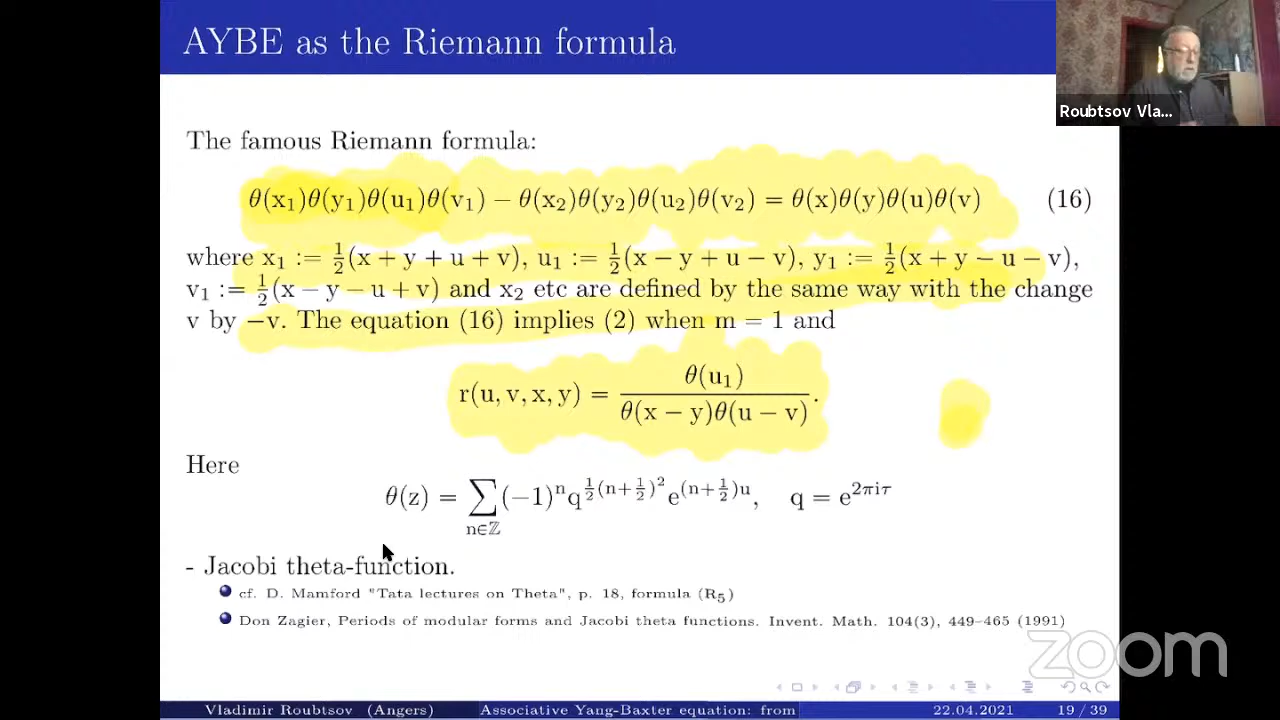 AYBE as the Riemann formula
Roubtsov Vla...
The famous Riemann formula:
θ(x₁)θ(y₁)θ(u₁)θ(v₁) − θ(x₂)θ(y₂)θ(u₂)θ(v₂) = θ(x)θ(y)θ(u)θ(v) (16)
where x₁ := ½(x + y + u + v), u₁ := ½(x − y + u − v), y₁ := ½(x + y − u − v),
v₁ := ½(x − y − u + v) and x₂ etc are defined by the same way with the change
v by −v. The equation (16) implies (2) when m = 1 and
r(u, v, x, y) = θ(u₁) / θ(x − y)θ(u − v) .
Here
θ(z) = ∑_{n∈ℤ} (−1)ⁿ q^{½(n+½)²} e^{(n+½)u}, q = e^{2πiτ}
- Jacobi theta-function.
cf. D. Mamford "Tata lectures on Theta", p. 18, formula (R₅)
Don Zagier, Periods of modular forms and Jacobi theta functions. Invent. Math. 104(3), 449–465 (1991)
zoom
Vladimir Roubtsov (Angers) Associative Yang-Baxter equation: from 22.04.2021 19 / 39